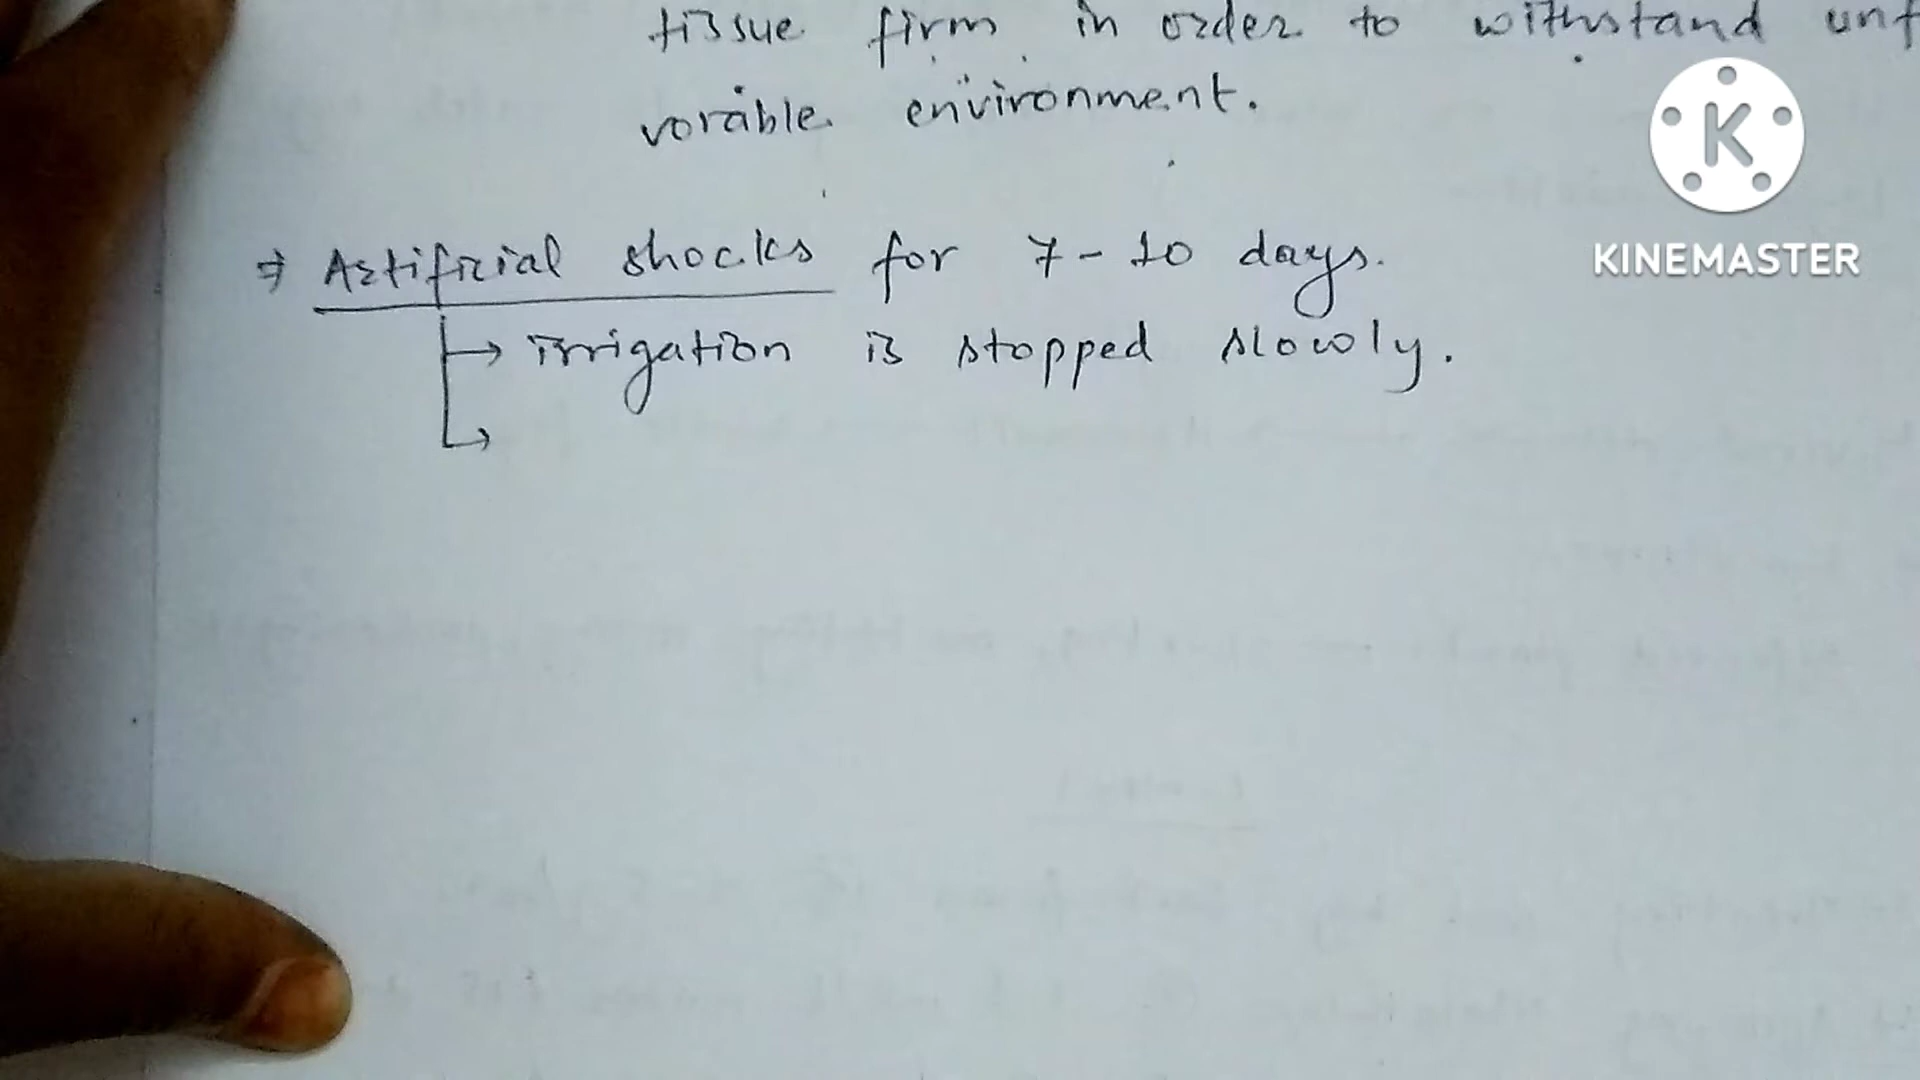 tissue firm in order to withstand unf
vorable environment.
⇒ Artificial shocks for 7-10 days.
→ irrigation is stopped slowly.
→
KINEMASTER